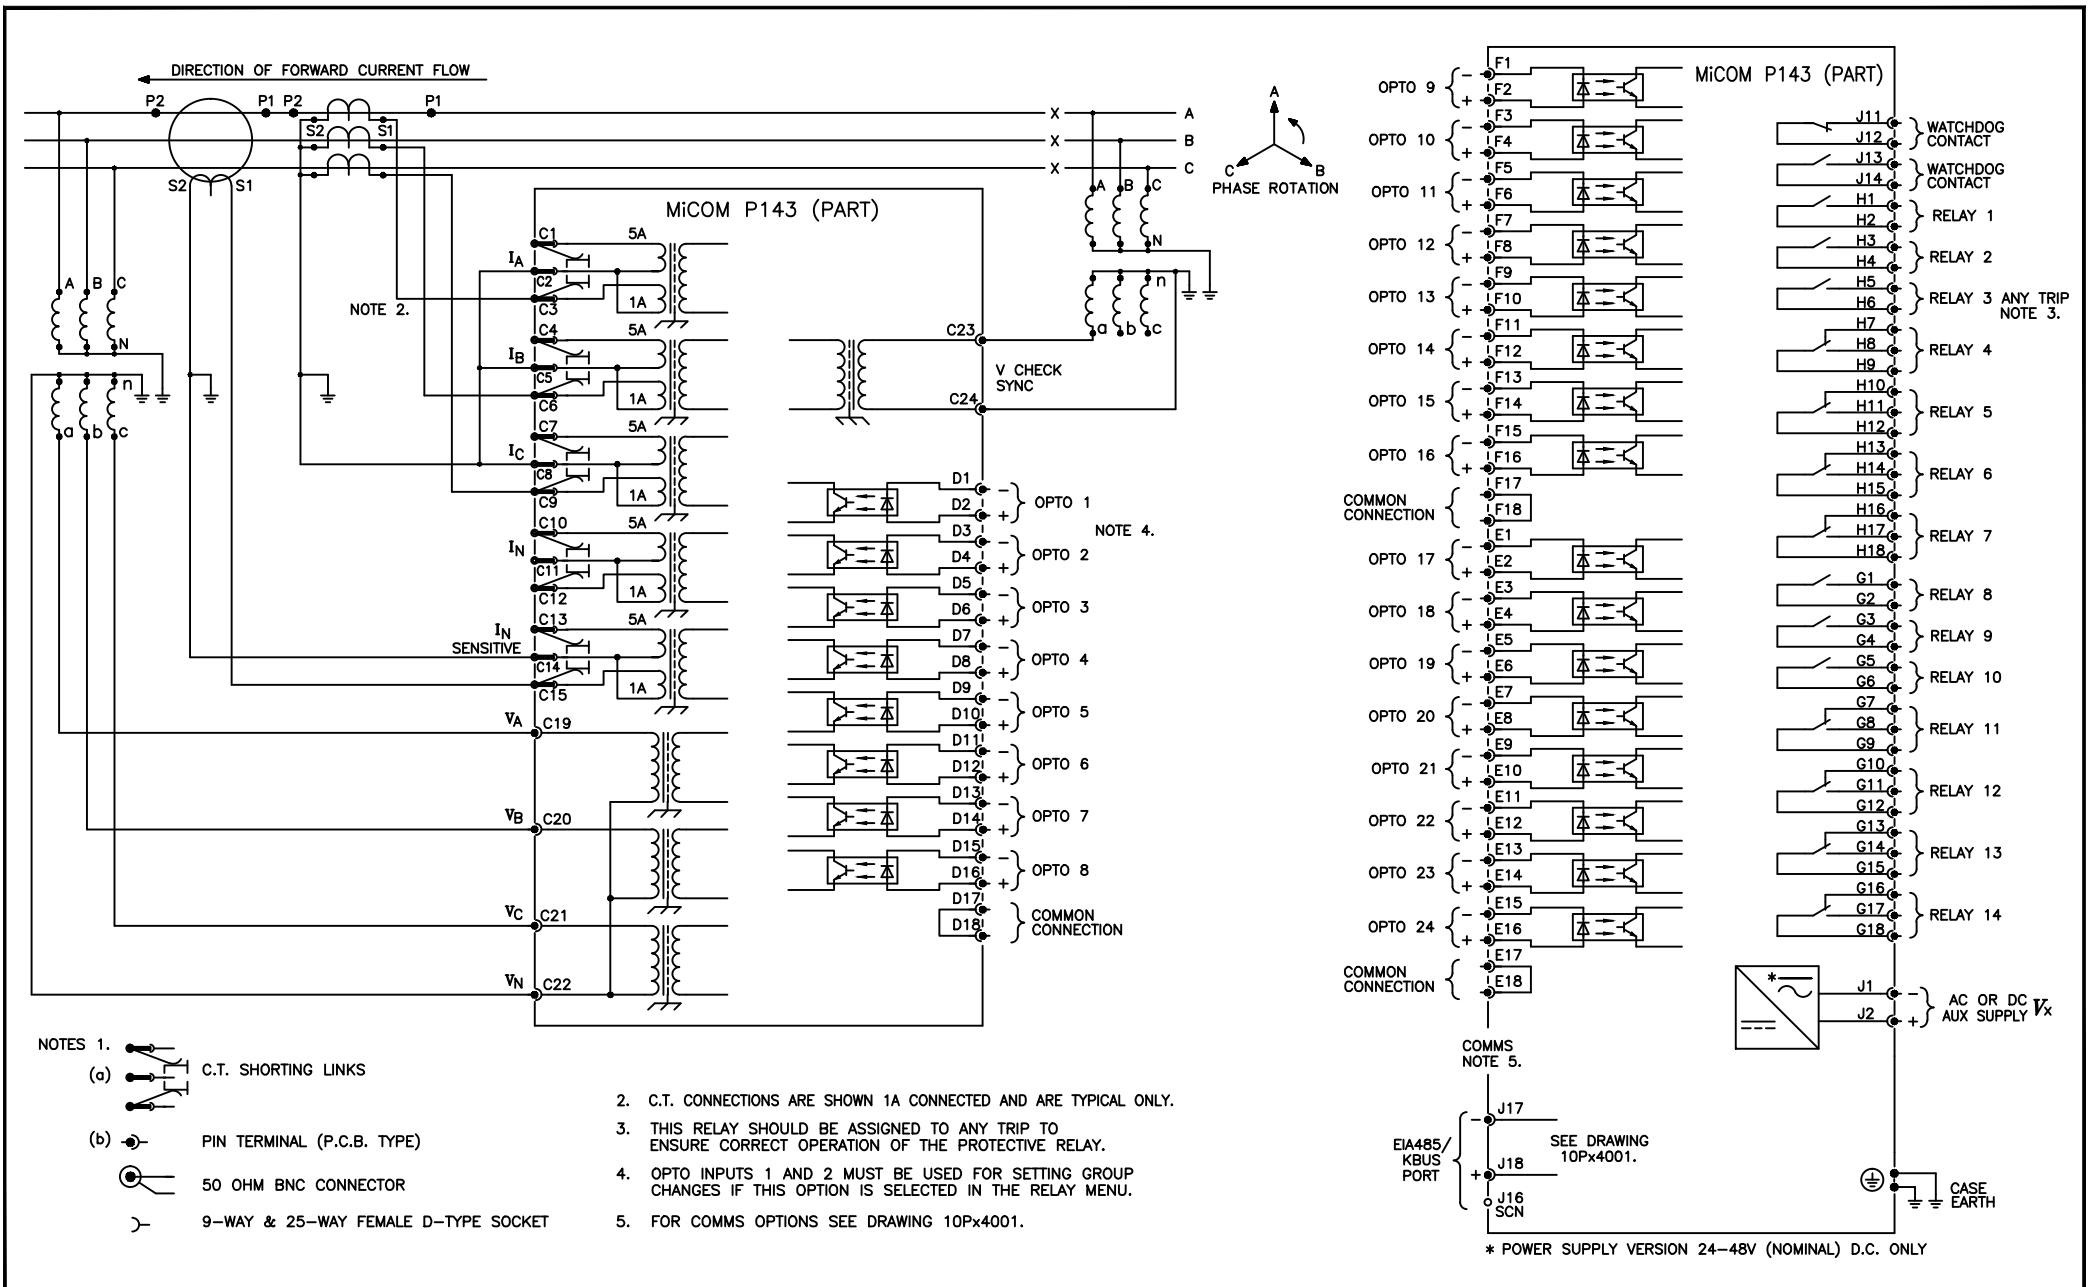 DIRECTION OF FORWARD CURRENT FLOW
P2 P1 P2 P1
S2 S1
S2 S1
X A
X B
X C
A
C B
PHASE ROTATION
A B C
N
n
a b c
A B C
N
n
a b c
MiCOM P143 (PART)
NOTE 2.
IA
C1 5A
C2
C3 1A
IB
C4 5A
C5
C6 1A
IC
C7 5A
C8
C9 1A
IN
C10 5A
C11
C12 1A
IN
SENSITIVE
C13 5A
C14
C15 1A
VA C19
VB C20
VC C21
VN C22
C23
C24
V CHECK
SYNC
D1 −
D2 +
OPTO 1
NOTE 4.
D3 −
D4 +
OPTO 2
D5 −
D6 +
OPTO 3
D7 −
D8 +
OPTO 4
D9 −
D10 +
OPTO 5
D11 −
D12 +
OPTO 6
D13 −
D14 +
OPTO 7
D15 −
D16 +
OPTO 8
D17
D18
COMMON
CONNECTION
MiCOM P143 (PART)
OPTO 9
− F1
+ F2
OPTO 10
− F3
+ F4
OPTO 11
− F5
+ F6
OPTO 12
− F7
+ F8
OPTO 13
− F9
+ F10
OPTO 14
− F11
+ F12
OPTO 15
− F13
+ F14
OPTO 16
− F15
+ F16
COMMON
CONNECTION
F17
F18
OPTO 17
− E1
+ E2
OPTO 18
− E3
+ E4
OPTO 19
− E5
+ E6
OPTO 20
− E7
+ E8
OPTO 21
− E9
+ E10
OPTO 22
− E11
+ E12
OPTO 23
− E13
+ E14
OPTO 24
− E15
+ E16
COMMON
CONNECTION
E17
E18
COMMS
NOTE 5.
EIA485/
KBUS
PORT
− J17
+ J18
J16
SCN
SEE DRAWING
10Px4001.
J11
J12
WATCHDOG
CONTACT
J13
J14
WATCHDOG
CONTACT
H1
H2
RELAY 1
H3
H4
RELAY 2
H5
H6
RELAY 3 ANY TRIP
NOTE 3.
H7
H8
H9
RELAY 4
H10
H11
H12
RELAY 5
H13
H14
H15
RELAY 6
H16
H17
H18
RELAY 7
G1
G2
RELAY 8
G3
G4
RELAY 9
G5
G6
RELAY 10
G7
G8
G9
RELAY 11
G10
G11
G12
RELAY 12
G13
G14
G15
RELAY 13
G16
G17
G18
RELAY 14
*
J1 −
J2 +
AC OR DC
AUX SUPPLY Vx
CASE
EARTH
* POWER SUPPLY VERSION 24−48V (NOMINAL) D.C. ONLY
NOTES 1.
(a) C.T. SHORTING LINKS
(b) PIN TERMINAL (P.C.B. TYPE)
50 OHM BNC CONNECTOR
9−WAY & 25−WAY FEMALE D−TYPE SOCKET
2. C.T. CONNECTIONS ARE SHOWN 1A CONNECTED AND ARE TYPICAL ONLY.
3. THIS RELAY SHOULD BE ASSIGNED TO ANY TRIP TO
ENSURE CORRECT OPERATION OF THE PROTECTIVE RELAY.
4. OPTO INPUTS 1 AND 2 MUST BE USED FOR SETTING GROUP
CHANGES IF THIS OPTION IS SELECTED IN THE RELAY MENU.
5. FOR COMMS OPTIONS SEE DRAWING 10Px4001.